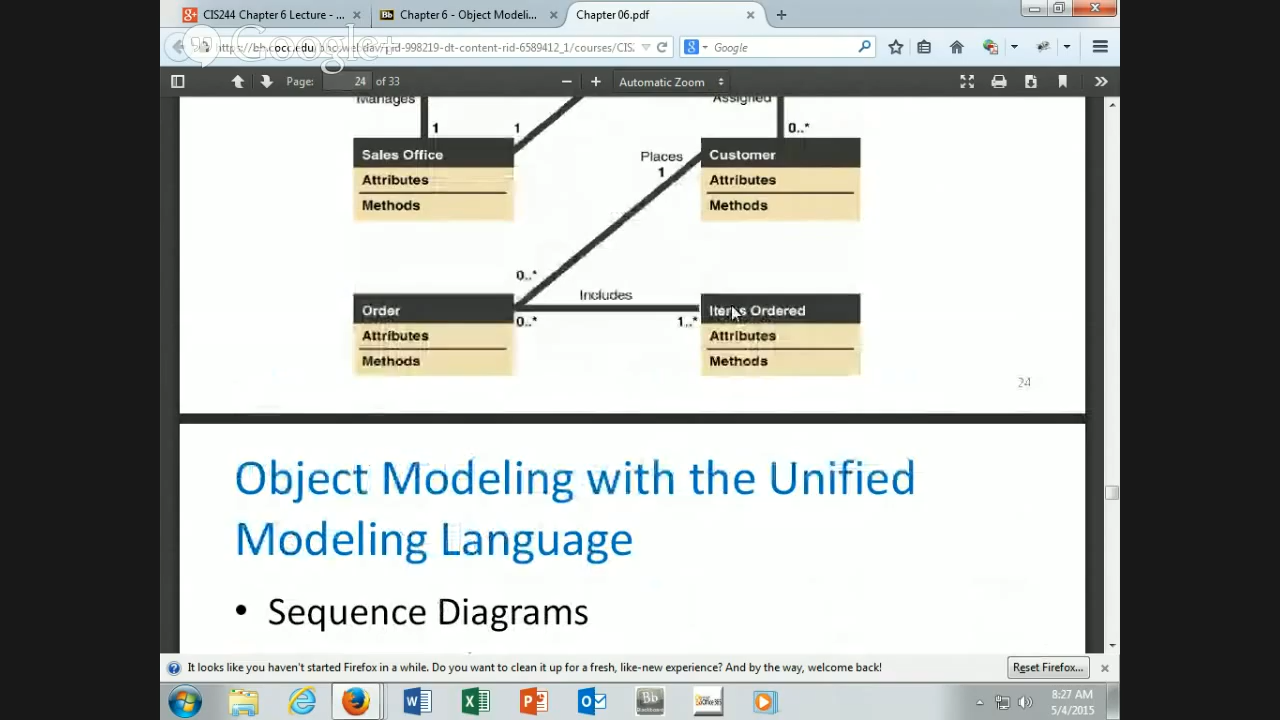 CIS244 Chapter 6 Lecture - ...
Chapter 6 - Object Modeli...
Chapter 06.pdf
Google
Google+
Page: 24 of 33
Automatic Zoom
Manages
Assigned
1
1
0..*
Sales Office
Attributes
Methods
Places
1
Customer
Attributes
Methods
0..*
Includes
Order
Attributes
Methods
0..*
1..*
Items Ordered
Attributes
Methods
24
Object Modeling with the Unified
Modeling Language
• Sequence Diagrams
It looks like you haven't started Firefox in a while. Do you want to clean it up for a fresh, like-new experience? And by the way, welcome back!
Reset Firefox...
8:27 AM
5/4/2015